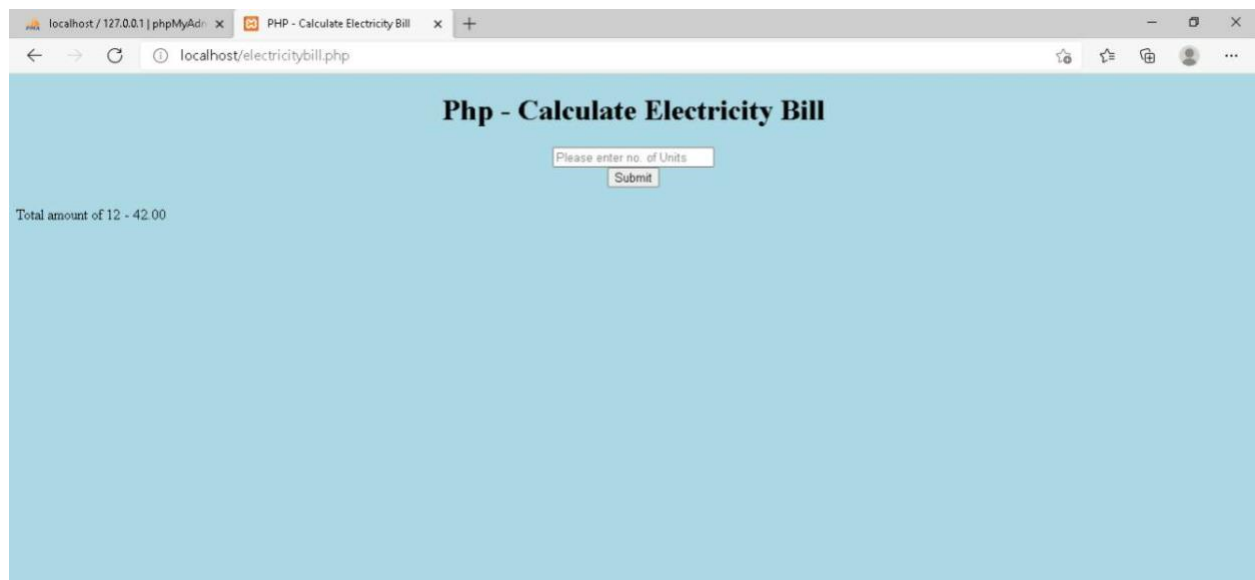 localhost / 127.0.0.1 | phpMyAdn
PHP - Calculate Electricity Bill
localhost/electricitybill.php
Php - Calculate Electricity Bill
Please enter no. of Units
Submit
Total amount of 12 - 42.00